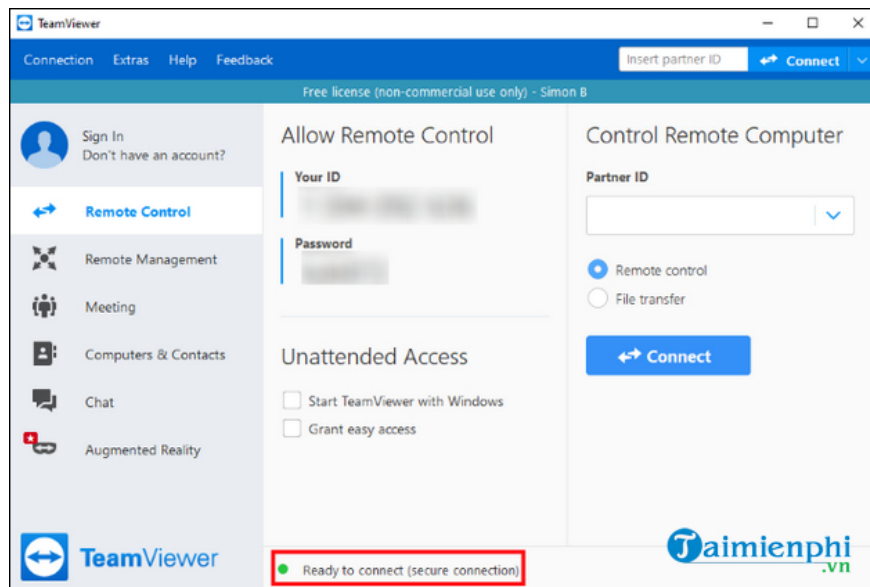 TeamViewer
Connection Extras Help Feedback
Insert partner ID
Connect
Free license (non-commercial use only) - Simon B
Sign In
Don't have an account?
Remote Control
Remote Management
Meeting
Computers & Contacts
Chat
Augmented Reality
TeamViewer
Allow Remote Control
Your ID
Password
Unattended Access
Start TeamViewer with Windows
Grant easy access
Ready to connect (secure connection)
Control Remote Computer
Partner ID
Remote control
File transfer
Connect
Taimienphi
.vn